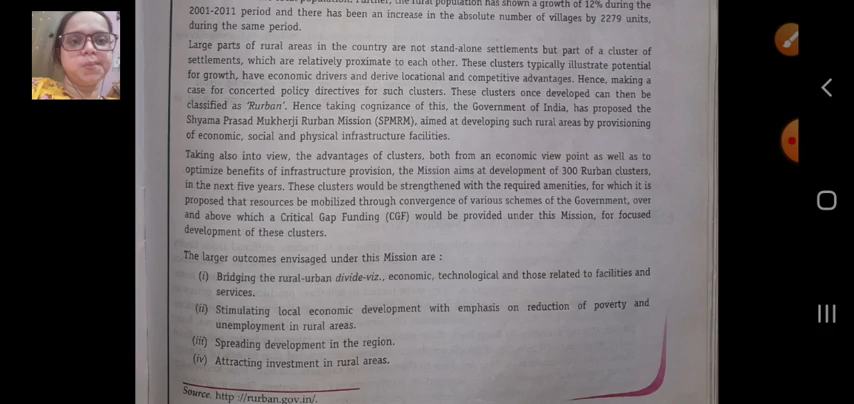 the rural population has shown a growth of 12% during the
2001-2011 period and there has been an increase in the absolute number of villages by 2279 units,
during the same period.
Large parts of rural areas in the country are not stand-alone settlements but part of a cluster of
settlements, which are relatively proximate to each other. These clusters typically illustrate potential
for growth, have economic drivers and derive locational and competitive advantages. Hence, making a
case for concerted policy directives for such clusters. These clusters once developed can then be
classified as 'Rurban'. Hence taking cognizance of this, the Government of India, has proposed the
Shyama Prasad Mukherji Rurban Mission (SPMRM), aimed at developing such rural areas by provisioning
of economic, social and physical infrastructure facilities.
Taking also into view, the advantages of clusters, both from an economic view point as well as to
optimize benefits of infrastructure provision, the Mission aims at development of 300 Rurban clusters,
in the next five years. These clusters would be strengthened with the required amenities, for which it is
proposed that resources be mobilized through convergence of various schemes of the Government, over
and above which a Critical Gap Funding (CGF) would be provided under this Mission, for focused
development of these clusters.
The larger outcomes envisaged under this Mission are :
(i) Bridging the rural-urban divide-viz., economic, technological and those related to facilities and
services.
(ii) Stimulating local economic development with emphasis on reduction of poverty and
unemployment in rural areas.
(iii) Spreading development in the region.
(iv) Attracting investment in rural areas.
Source. http ://rurban.gov.in/.